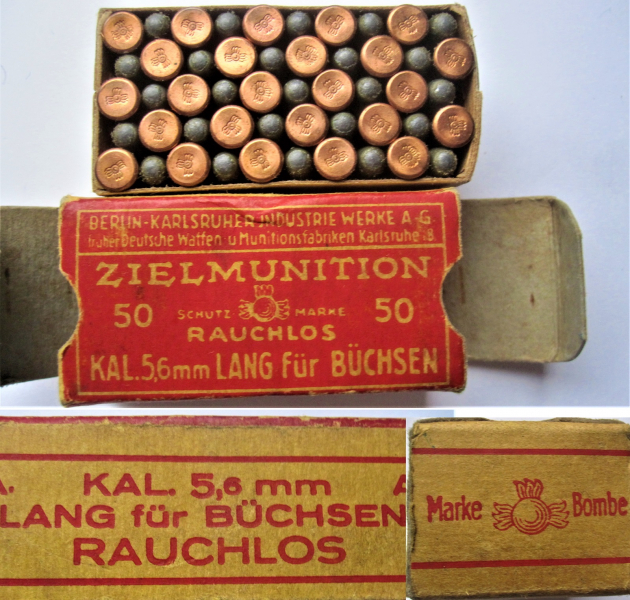 BERLIN-KARLSRUHER INDUSTRIE WERKE A-G.
früher Deutsche Waffen u Munitionsfabriken Karlsruhe i/B
ZIELMUNITION
50 SCHUTZ MARKE 50
RAUCHLOS
KAL. 5,6 mm LANG für BÜCHSEN
KAL. 5,6 mm
LANG für BÜCHSEN
RAUCHLOS
Marke Bombe